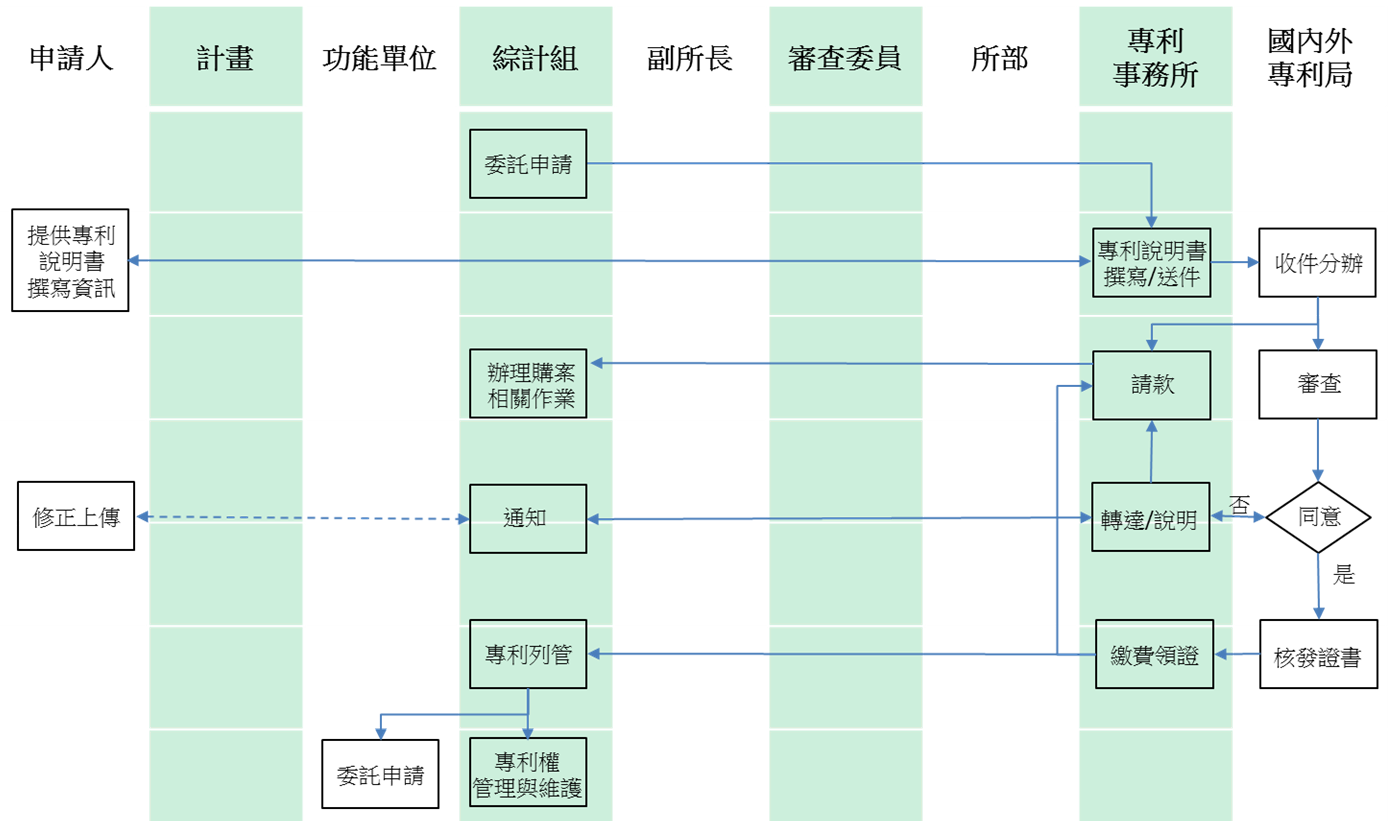 申請人
計畫
功能單位
綜計組
副所長
審查委員
所部
專利
事務所
國內外
專利局
委託申請
提供專利
說明書
撰寫資訊
專利說明書
撰寫/送件
收件分辦
辦理購案
相關作業
請款
審查
修正上傳
通知
轉達/說明
否
同意
是
專利列管
繳費領證
核發證書
委託申請
專利權
管理與維護